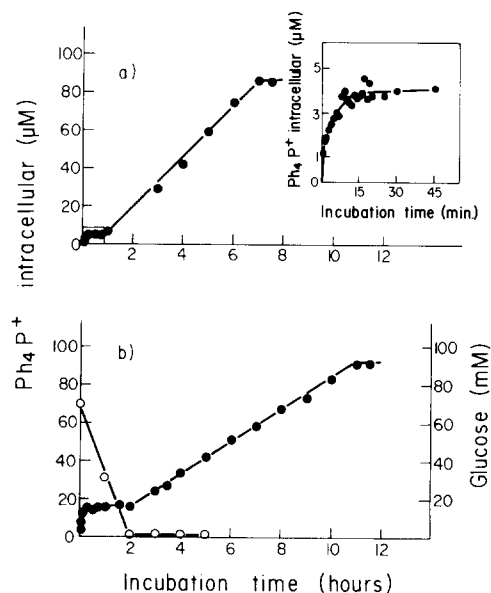 a)
intracellular (μM)
100
80
60
40
20
0
0 2 4 6 8 10 12
Ph₄P⁺ intracellular (μM)
5
3
1
0
15 30 45
Incubation time (min.)
b)
Ph₄P⁺
100
80
60
40
20
0
0 2 4 6 8 10 12
100
80
60
40
20
Glucose (mM)
Incubation time (hours)